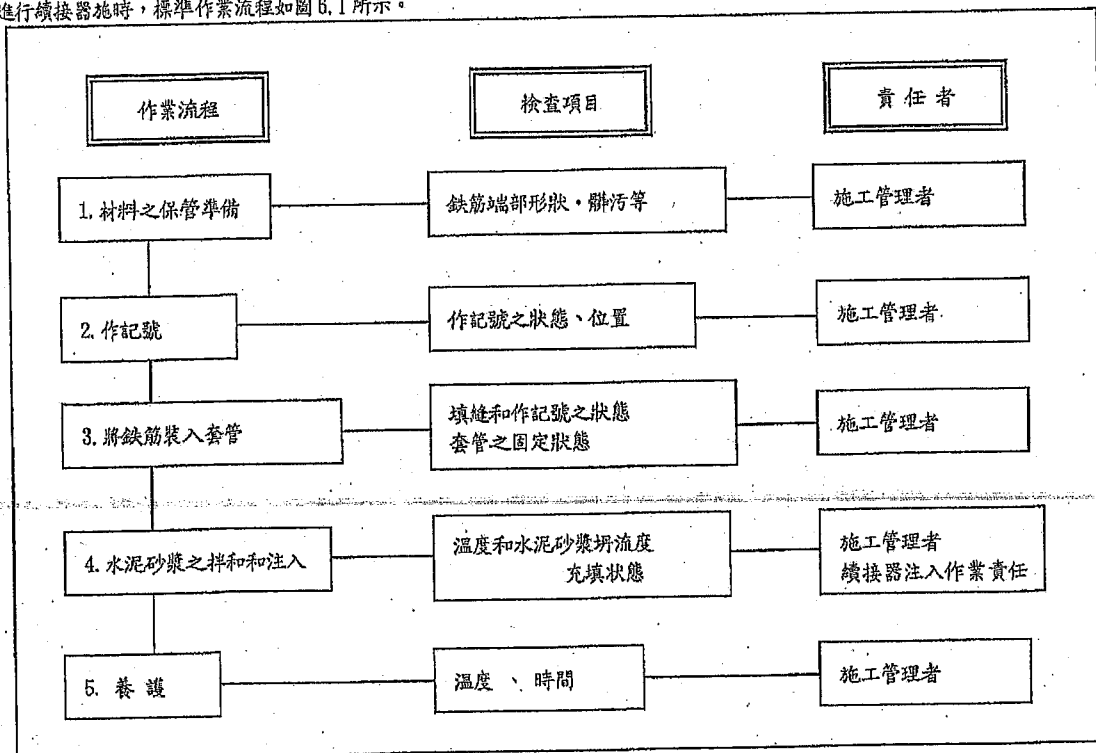 進行續接器施時，標準作業流程如圖6.1所示。
作業流程
檢查項目
責任者
1.材料之保管準備
鉄筋端部形狀・髒污等
施工管理者
2.作記號
作記號之狀態、位置
施工管理者
3.將鉄筋裝入套管
填縫和作記號之狀態
套管之固定狀態
施工管理者
4.水泥砂漿之拌和和注入
溫度和水泥砂漿坍流度
充填狀態
施工管理者
續接器注入作業責任
5.養護
溫度、時間
施工管理者